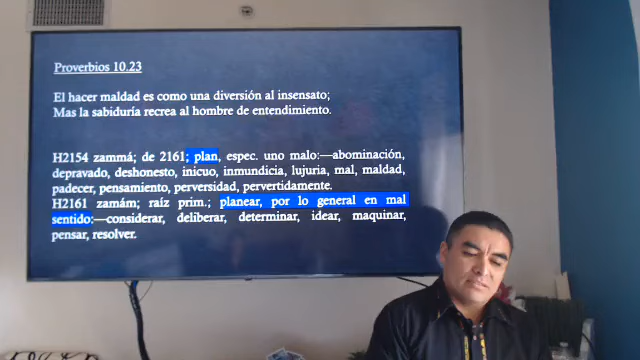 Proverbios 10.23
El hacer maldad es como una diversión al insensato;
Mas la sabiduría recrea al hombre de entendimiento.
H2154 zammá; de 2161; plan, espec. uno malo:—abominación,
depravado, deshonesto, inicuo, inmundicia, lujuria, mal, maldad,
padecer, pensamiento, perversidad, pervertidamente.
H2161 zamám; raíz prim.; planear, por lo general en mal
sentido:—considerar, deliberar, determinar, idear, maquinar,
pensar, resolver.